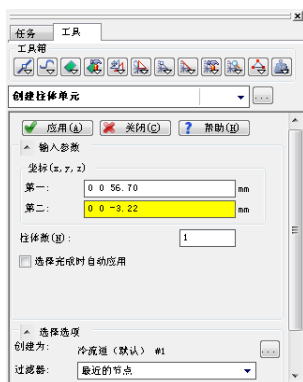 任务 工具
工具箱
创建柱体单元
应用(A) 关闭(C) ? 帮助(H)
输入参数
坐标(x, y, z)
第一: 0 0 56.70 mm
第二: 0 0 -3.22 mm
柱体数(N): 1
选择完成时自动应用
选择选项
创建为: 冷流道 (默认) #1
过滤器: 最近的节点